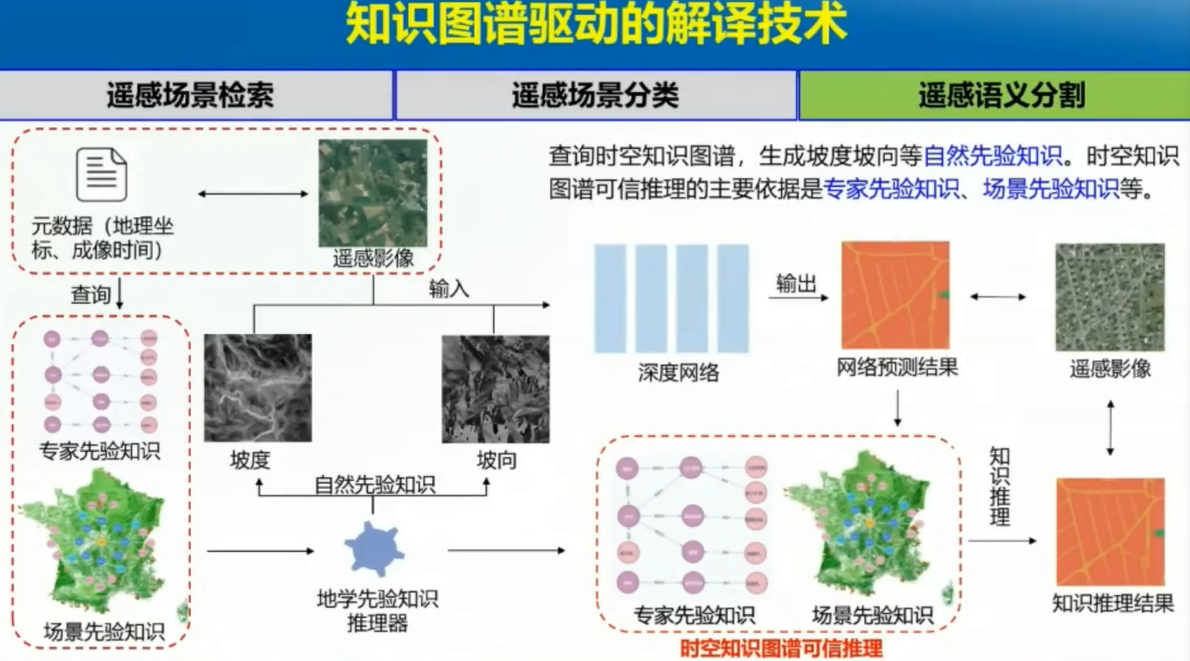 知识图谱驱动的解译技术
遥感场景检索
遥感场景分类
遥感语义分割
查询时空知识图谱，生成坡度坡向等自然先验知识。时空知识
图谱可信推理的主要依据是专家先验知识、场景先验知识等。
元数据（地理坐
标、成像时间）
遥感影像
查询
输入
专家先验知识
场景先验知识
坡度
坡向
自然先验知识
地学先验知识
推理器
深度网络
输出
网络预测结果
遥感影像
专家先验知识
场景先验知识
时空知识图谱可信推理
知识推理
知识推理结果